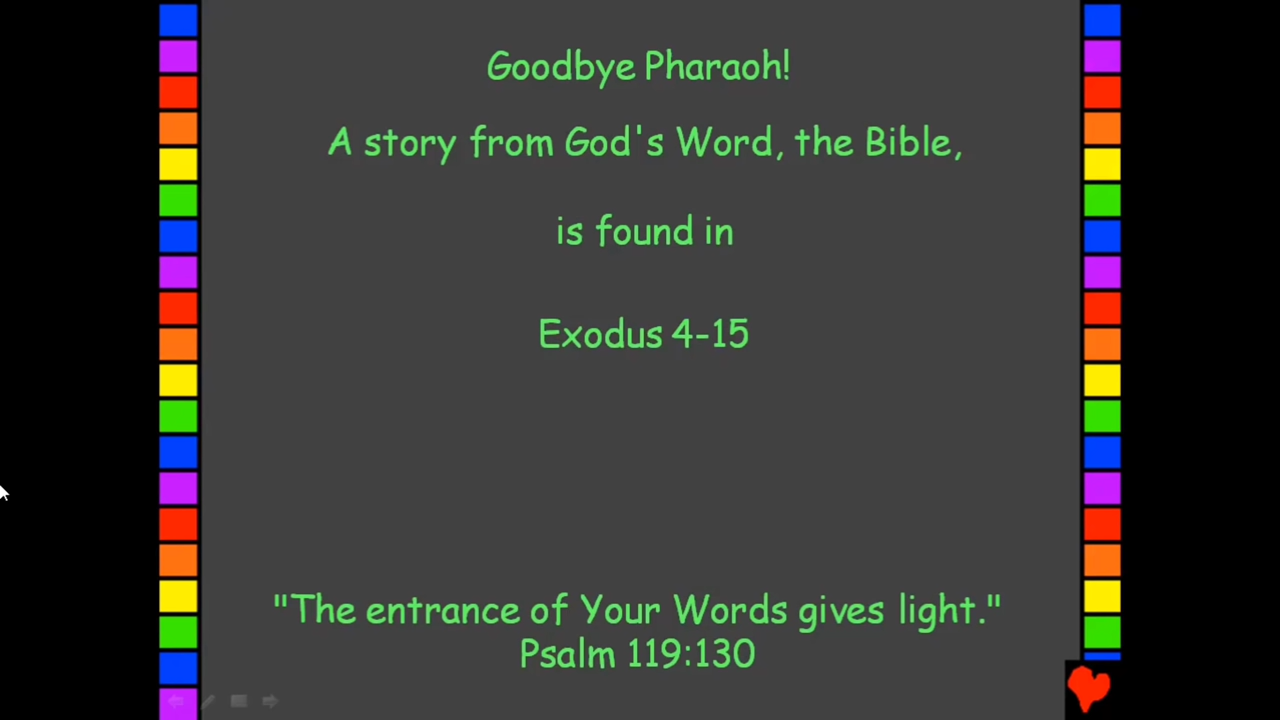 Goodbye Pharaoh!
A story from God's Word, the Bible,
is found in
Exodus 4-15
"The entrance of Your Words gives light."
Psalm 119:130